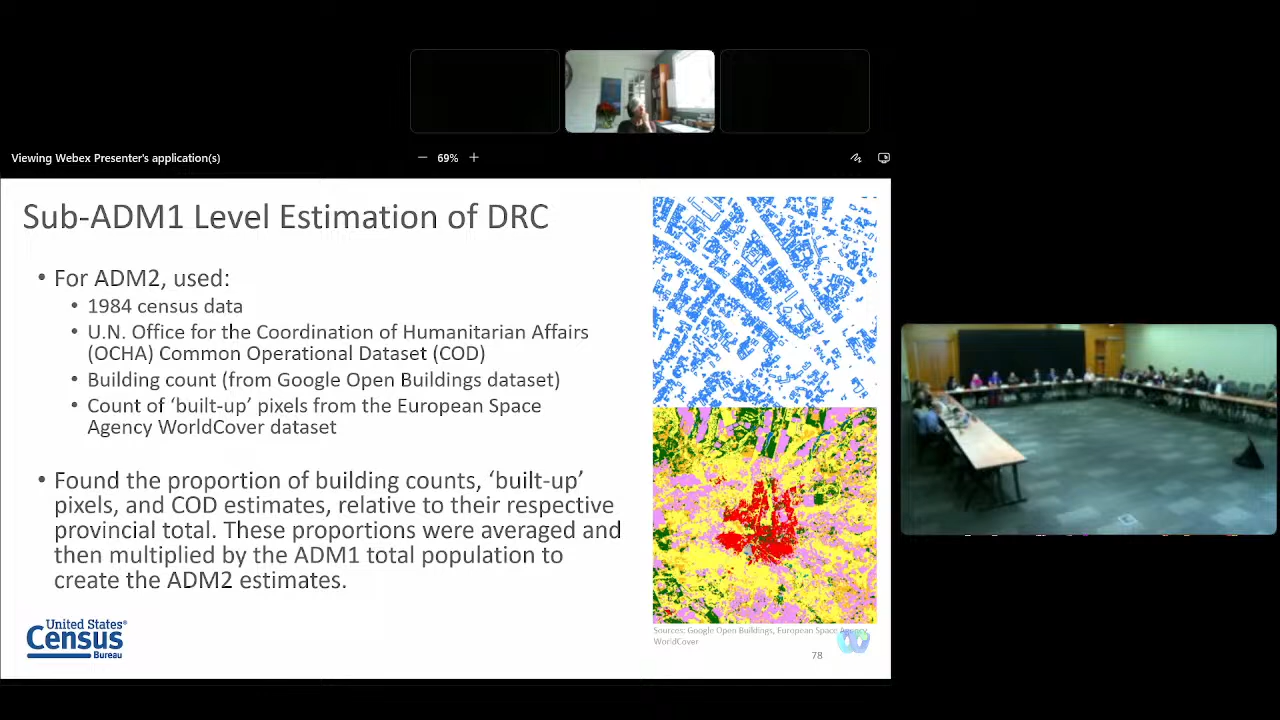 Viewing Webex Presenter's application(s)
69%
Sub-ADM1 Level Estimation of DRC
• For ADM2, used:
• 1984 census data
• U.N. Office for the Coordination of Humanitarian Affairs
(OCHA) Common Operational Dataset (COD)
• Building count (from Google Open Buildings dataset)
• Count of ‘built-up’ pixels from the European Space
Agency WorldCover dataset
• Found the proportion of building counts, ‘built-up’
pixels, and COD estimates, relative to their respective
provincial total. These proportions were averaged and
then multiplied by the ADM1 total population to
create the ADM2 estimates.
United States®
Census
Bureau
Sources: Google Open Buildings, European Space Agency
WorldCover
78